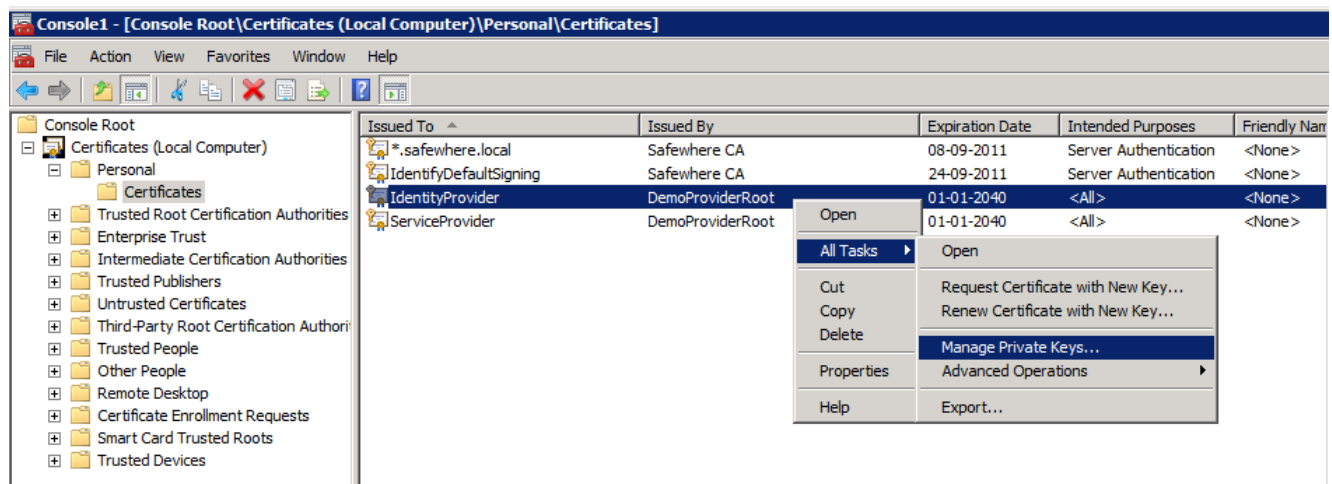 Console1 - [Console Root\Certificates (Local Computer)\Personal\Certificates]
File Action View Favorites Window Help
Console Root
Certificates (Local Computer)
Personal
Certificates
Trusted Root Certification Authorities
Enterprise Trust
Intermediate Certification Authorities
Trusted Publishers
Untrusted Certificates
Third-Party Root Certification Authori
Trusted People
Other People
Remote Desktop
Certificate Enrollment Requests
Smart Card Trusted Roots
Trusted Devices
Issued To Issued By Expiration Date Intended Purposes Friendly Nam
*.safewhere.local Safewhere CA 08-09-2011 Server Authentication <None>
IdentifyDefaultSigning Safewhere CA 24-09-2011 Server Authentication <None>
IdentityProvider DemoProviderRoot 01-01-2040 <All> <None>
ServiceProvider DemoProviderRoot 01-01-2040 <All> <None>
Open
All Tasks
Cut
Copy
Delete
Properties
Help
Open
Request Certificate with New Key...
Renew Certificate with New Key...
Manage Private Keys...
Advanced Operations
Export...